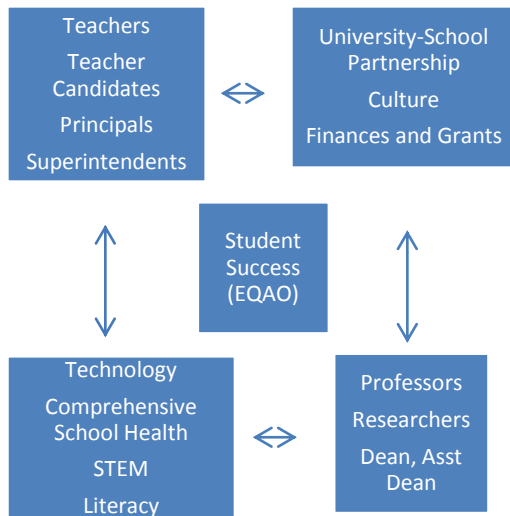 Teachers
Teacher
Candidates
Principals
Superintendents
University-School
Partnership
Culture
Finances and Grants
Student
Success
(EQAO)
Technology
Comprehensive
School Health
STEM
Literacy
Professors
Researchers
Dean, Asst
Dean